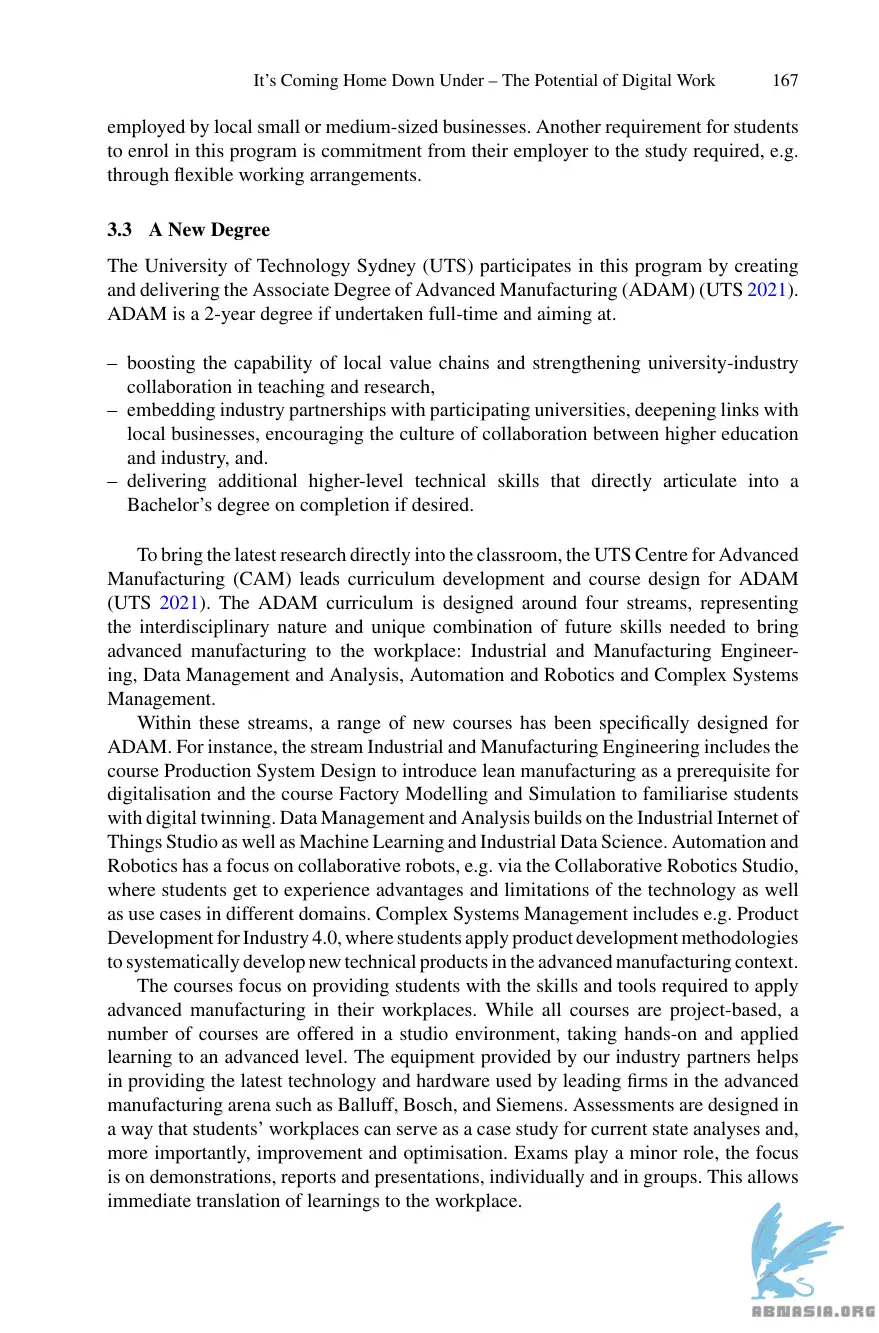 It's Coming Home Down Under – The Potential of Digital Work 167
employed by local small or medium-sized businesses. Another requirement for students
to enrol in this program is commitment from their employer to the study required, e.g.
through flexible working arrangements.
3.3 A New Degree
The University of Technology Sydney (UTS) participates in this program by creating
and delivering the Associate Degree of Advanced Manufacturing (ADAM) (UTS 2021).
ADAM is a 2-year degree if undertaken full-time and aiming at.
– boosting the capability of local value chains and strengthening university-industry
collaboration in teaching and research,
– embedding industry partnerships with participating universities, deepening links with
local businesses, encouraging the culture of collaboration between higher education
and industry, and.
– delivering additional higher-level technical skills that directly articulate into a
Bachelor's degree on completion if desired.
To bring the latest research directly into the classroom, the UTS Centre for Advanced
Manufacturing (CAM) leads curriculum development and course design for ADAM
(UTS 2021). The ADAM curriculum is designed around four streams, representing
the interdisciplinary nature and unique combination of future skills needed to bring
advanced manufacturing to the workplace: Industrial and Manufacturing Engineer-
ing, Data Management and Analysis, Automation and Robotics and Complex Systems
Management.
Within these streams, a range of new courses has been specifically designed for
ADAM. For instance, the stream Industrial and Manufacturing Engineering includes the
course Production System Design to introduce lean manufacturing as a prerequisite for
digitalisation and the course Factory Modelling and Simulation to familiarise students
with digital twinning. Data Management and Analysis builds on the Industrial Internet of
Things Studio as well as Machine Learning and Industrial Data Science. Automation and
Robotics has a focus on collaborative robots, e.g. via the Collaborative Robotics Studio,
where students get to experience advantages and limitations of the technology as well
as use cases in different domains. Complex Systems Management includes e.g. Product
Development for Industry 4.0, where students apply product development methodologies
to systematically develop new technical products in the advanced manufacturing context.
The courses focus on providing students with the skills and tools required to apply
advanced manufacturing in their workplaces. While all courses are project-based, a
number of courses are offered in a studio environment, taking hands-on and applied
learning to an advanced level. The equipment provided by our industry partners helps
in providing the latest technology and hardware used by leading firms in the advanced
manufacturing arena such as Balluff, Bosch, and Siemens. Assessments are designed in
a way that students' workplaces can serve as a case study for current state analyses and,
more importantly, improvement and optimisation. Exams play a minor role, the focus
is on demonstrations, reports and presentations, individually and in groups. This allows
immediate translation of learnings to the workplace.
ABNASIA.ORG